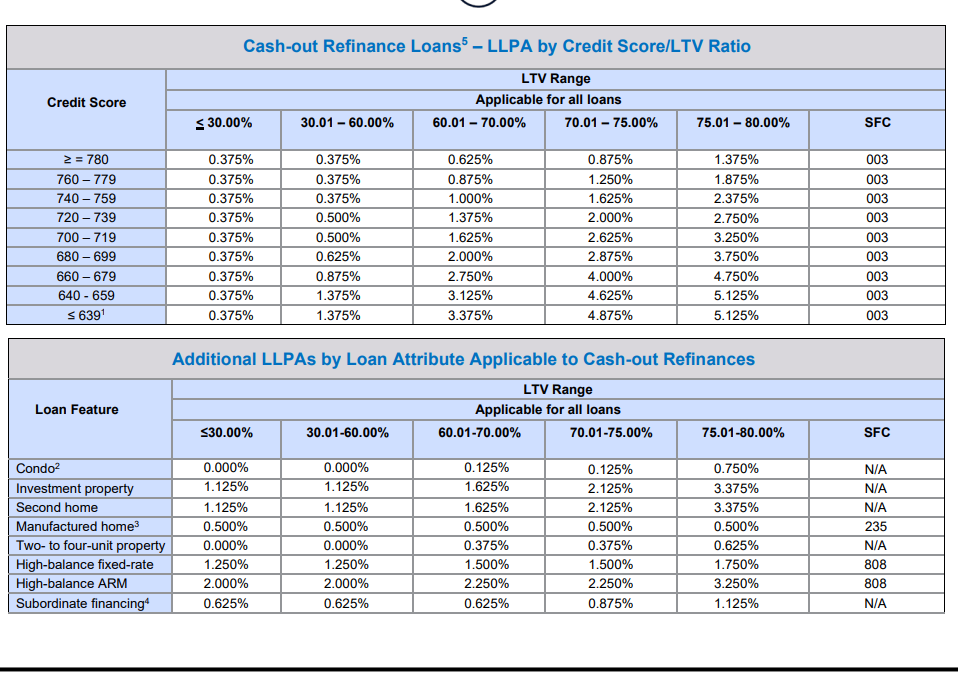 Cash-out Refinance Loans⁵ – LLPA by Credit Score/LTV Ratio
Credit Score
LTV Range
Applicable for all loans
≤ 30.00% 30.01 – 60.00% 60.01 – 70.00% 70.01 – 75.00% 75.01 – 80.00% SFC
≥ = 780 0.375% 0.375% 0.625% 0.875% 1.375% 003
760 – 779 0.375% 0.375% 0.875% 1.250% 1.875% 003
740 – 759 0.375% 0.375% 1.000% 1.625% 2.375% 003
720 – 739 0.375% 0.500% 1.375% 2.000% 2.750% 003
700 – 719 0.375% 0.500% 1.625% 2.625% 3.250% 003
680 – 699 0.375% 0.625% 2.000% 2.875% 3.750% 003
660 – 679 0.375% 0.875% 2.750% 4.000% 4.750% 003
640 - 659 0.375% 1.375% 3.125% 4.625% 5.125% 003
≤ 639¹ 0.375% 1.375% 3.375% 4.875% 5.125% 003
Additional LLPAs by Loan Attribute Applicable to Cash-out Refinances
Loan Feature
LTV Range
Applicable for all loans
≤30.00% 30.01-60.00% 60.01-70.00% 70.01-75.00% 75.01-80.00% SFC
Condo² 0.000% 0.000% 0.125% 0.125% 0.750% N/A
Investment property 1.125% 1.125% 1.625% 2.125% 3.375% N/A
Second home 1.125% 1.125% 1.625% 2.125% 3.375% N/A
Manufactured home³ 0.500% 0.500% 0.500% 0.500% 0.500% 235
Two- to four-unit property 0.000% 0.000% 0.375% 0.375% 0.625% N/A
High-balance fixed-rate 1.250% 1.250% 1.500% 1.500% 1.750% 808
High-balance ARM 2.000% 2.000% 2.250% 2.250% 3.250% 808
Subordinate financing⁴ 0.625% 0.625% 0.625% 0.875% 1.125% N/A